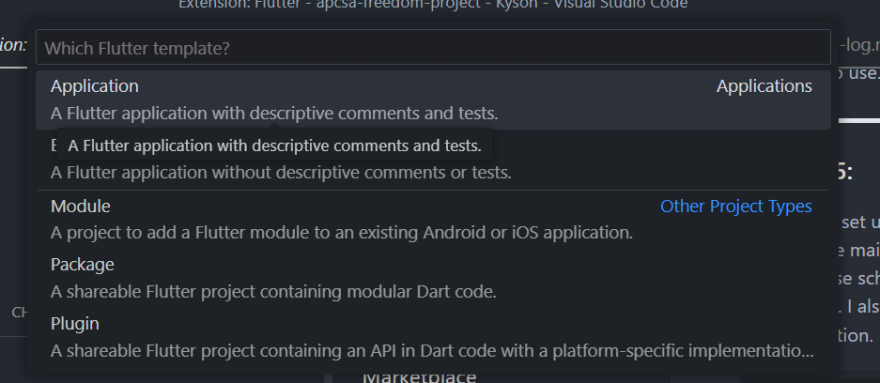 Extension: Flutter - apcsa-freedom-project - Kyson - Visual Studio Code
ion:
Which Flutter template?
-log.r
Application
Applications
use.
A Flutter application with descriptive comments and tests.
E
A Flutter application with descriptive comments and tests.
A Flutter application without descriptive comments or tests.
5:
Module
Other Project Types
set u
A project to add a Flutter module to an existing Android or iOS application.
e mai
Package
se sch
A shareable Flutter project containing modular Dart code.
CH
. I als
Plugin
tion.
A shareable Flutter project containing an API in Dart code with a platform-specific implementatio...
Marketplace